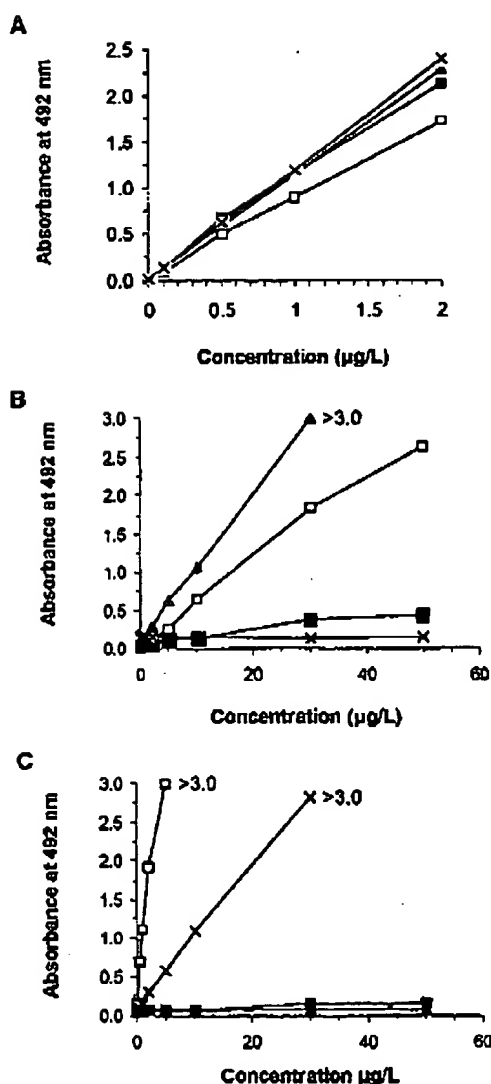 A
Absorbance at 492 nm
2.5
2.0
1.5
1.0
0.5
0.0
0 0.5 1 1.5 2
Concentration (µg/L)
B
Absorbance at 492 nm
3.0
2.5
2.0
1.5
1.0
0.5
0.0
>3.0
0 20 40 60
Concentration (µg/L)
C
Absorbance at 492 nm
3.0
2.5
2.0
1.5
1.0
0.5
0.0
>3.0 >3.0
0 20 40 60
Concentration µg/L